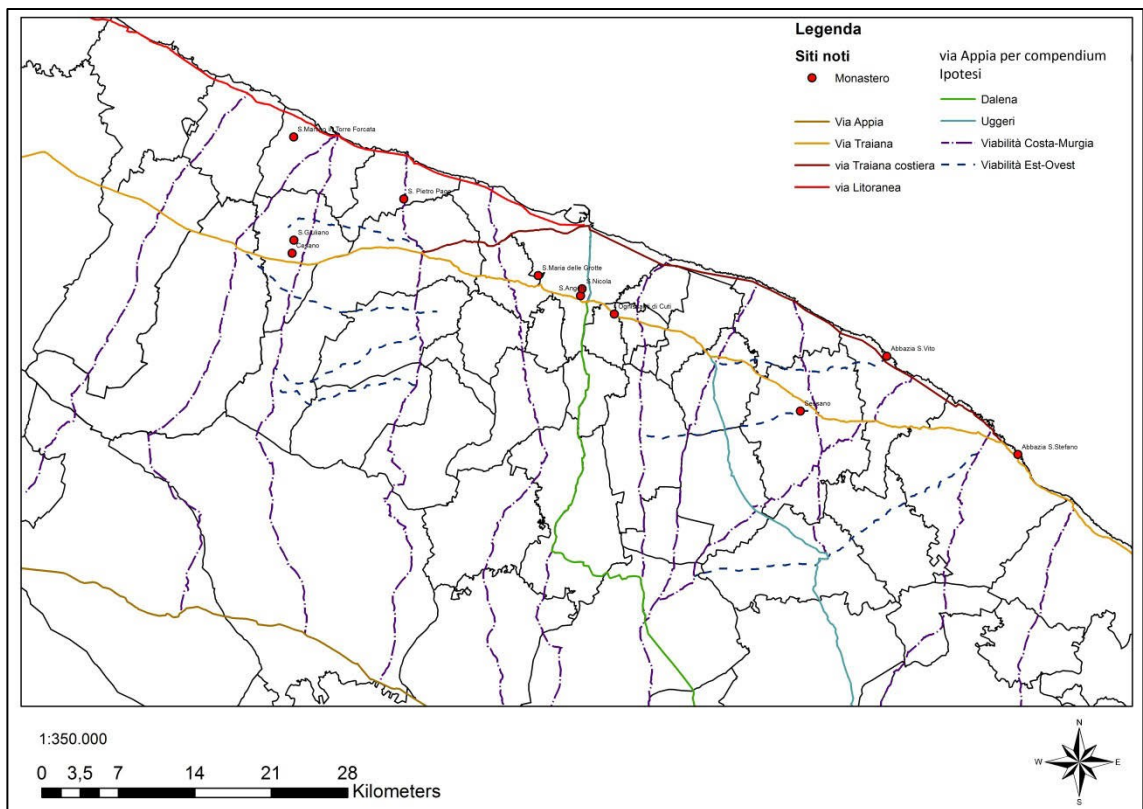 Legenda
Siti noti
Monastero
Via Appia
Via Traiana
via Traiana costiera
via Litoranea
via Appia per compendium
Ipotesi
Dalena
Uggeri
Viabilità Costa-Murgia
Viabilità Est-Ovest
S. Pietro Pago
S.Giuliano
S.Maria delle Grotte
S.Nicola
di Cuti
Abbazia S.Vito
Abbazia S.Stefano
1:350.000
0 3,5 7 14 21 28
Kilometers
N
W E
S